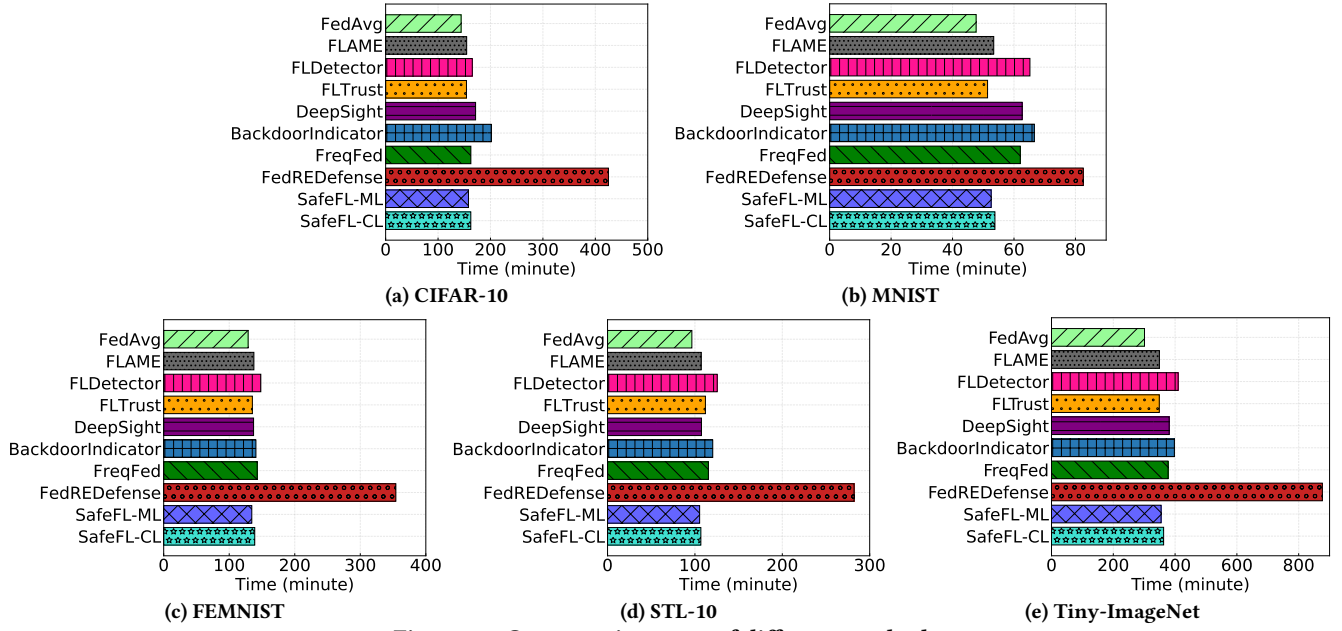 FedAvg
FLAME
FLDetector
FLTrust
DeepSight
BackdoorIndicator
FreqFed
FedREDefense
SafeFL-ML
SafeFL-CL
0 100 200 300 400 500
Time (minute)
(a) CIFAR-10
FedAvg
FLAME
FLDetector
FLTrust
DeepSight
BackdoorIndicator
FreqFed
FedREDefense
SafeFL-ML
SafeFL-CL
0 20 40 60 80
Time (minute)
(b) MNIST
FedAvg
FLAME
FLDetector
FLTrust
DeepSight
BackdoorIndicator
FreqFed
FedREDefense
SafeFL-ML
SafeFL-CL
0 100 200 300 400
Time (minute)
(c) FEMNIST
FedAvg
FLAME
FLDetector
FLTrust
DeepSight
BackdoorIndicator
FreqFed
FedREDefense
SafeFL-ML
SafeFL-CL
0 100 200 300
Time (minute)
(d) STL-10
FedAvg
FLAME
FLDetector
FLTrust
DeepSight
BackdoorIndicator
FreqFed
FedREDefense
SafeFL-ML
SafeFL-CL
0 200 400 600 800
Time (minute)
(e) Tiny-ImageNet